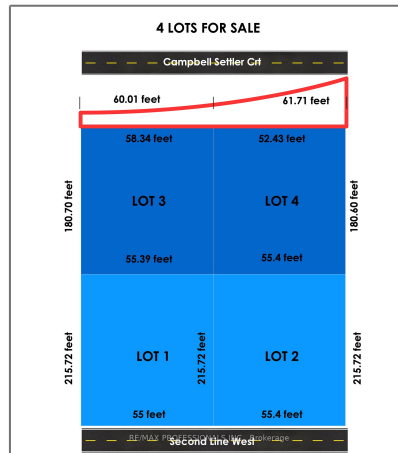 4 LOTS FOR SALE
Campbell Settler Crt
60.01 feet
61.71 feet
58.34 feet
52.43 feet
180.70 feet
LOT 3
LOT 4
180.60 feet
55.39 feet
55.4 feet
215.72 feet
LOT 1
215.72 feet
LOT 2
215.72 feet
55 feet
55.4 feet
RE/MAX PROFESSIONALS INC., Brokerage
Second Line West